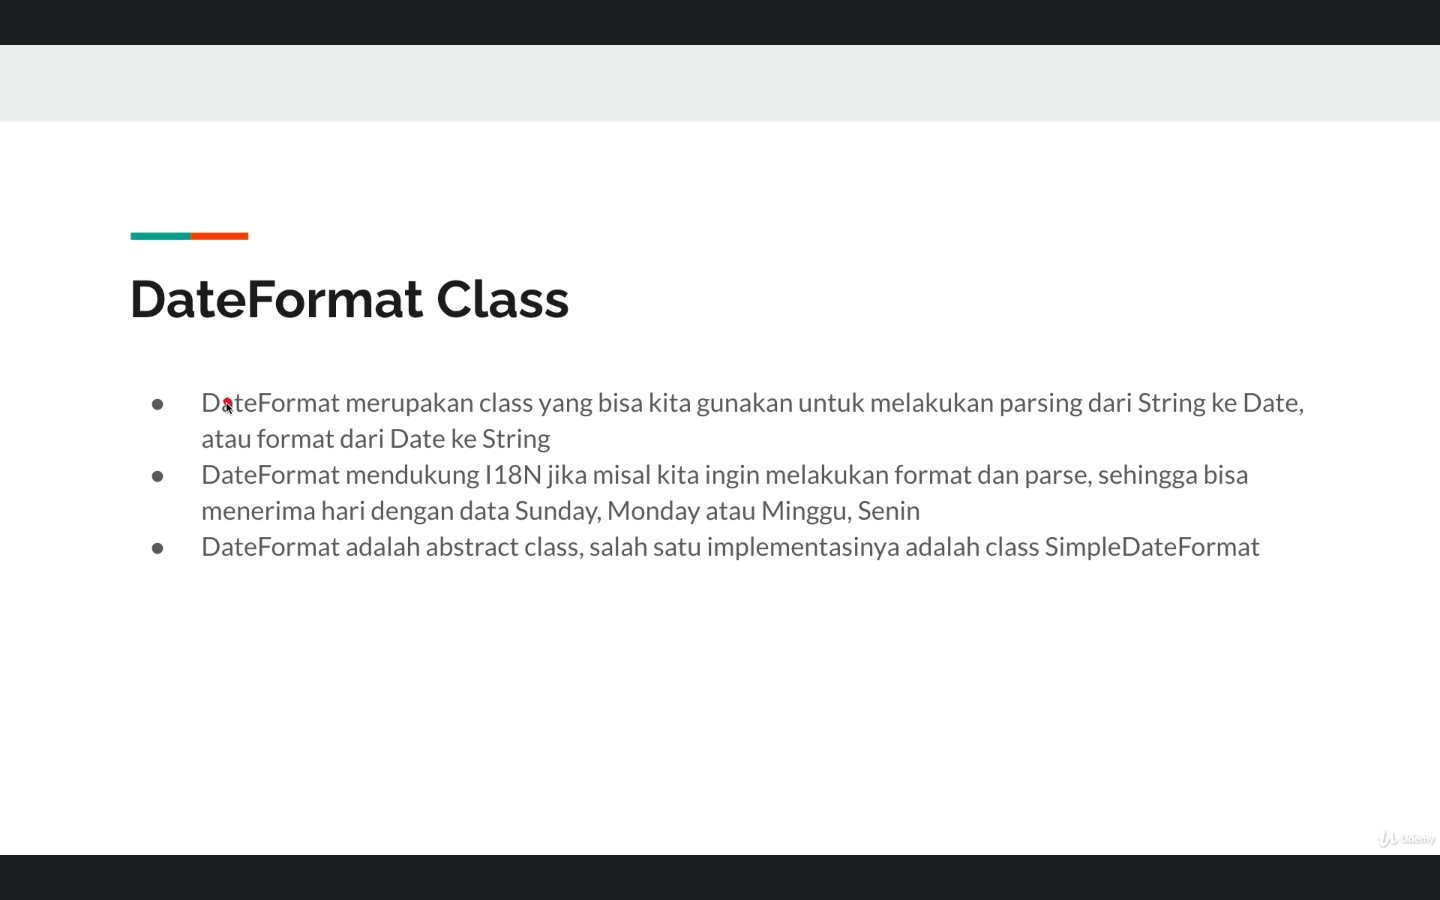 DateFormat Class
● DateFormat merupakan class yang bisa kita gunakan untuk melakukan parsing dari String ke Date,
atau format dari Date ke String
● DateFormat mendukung I18N jika misal kita ingin melakukan format dan parse, sehingga bisa
menerima hari dengan data Sunday, Monday atau Minggu, Senin
● DateFormat adalah abstract class, salah satu implementasinya adalah class SimpleDateFormat
Udemy